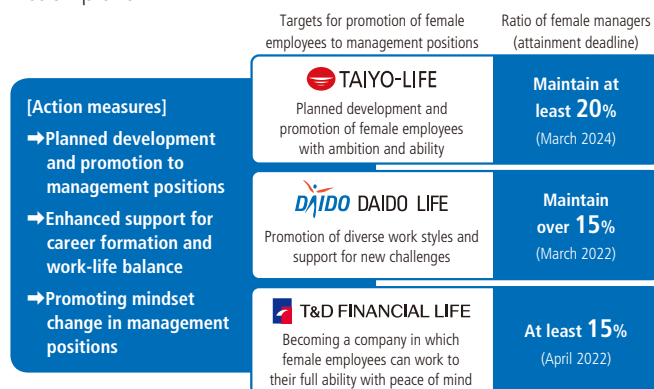 Targets for promotion of female
employees to management positions
Ratio of female managers
(attainment deadline)
[Action measures]
➡Planned development
and promotion to
management positions
➡Enhanced support for
career formation and
work-life balance
➡Promoting mindset
change in management
positions
TAIYO-LIFE
Planned development and
promotion of female employees
with ambition and ability
Maintain at
least 20%
(March 2024)
DAIDO DAIDO LIFE
Promotion of diverse work styles and
support for new challenges
Maintain
over 15%
(March 2022)
T&D FINANCIAL LIFE
Becoming a company in which
female employees can work to
their full ability with peace of mind
At least 15%
(April 2022)